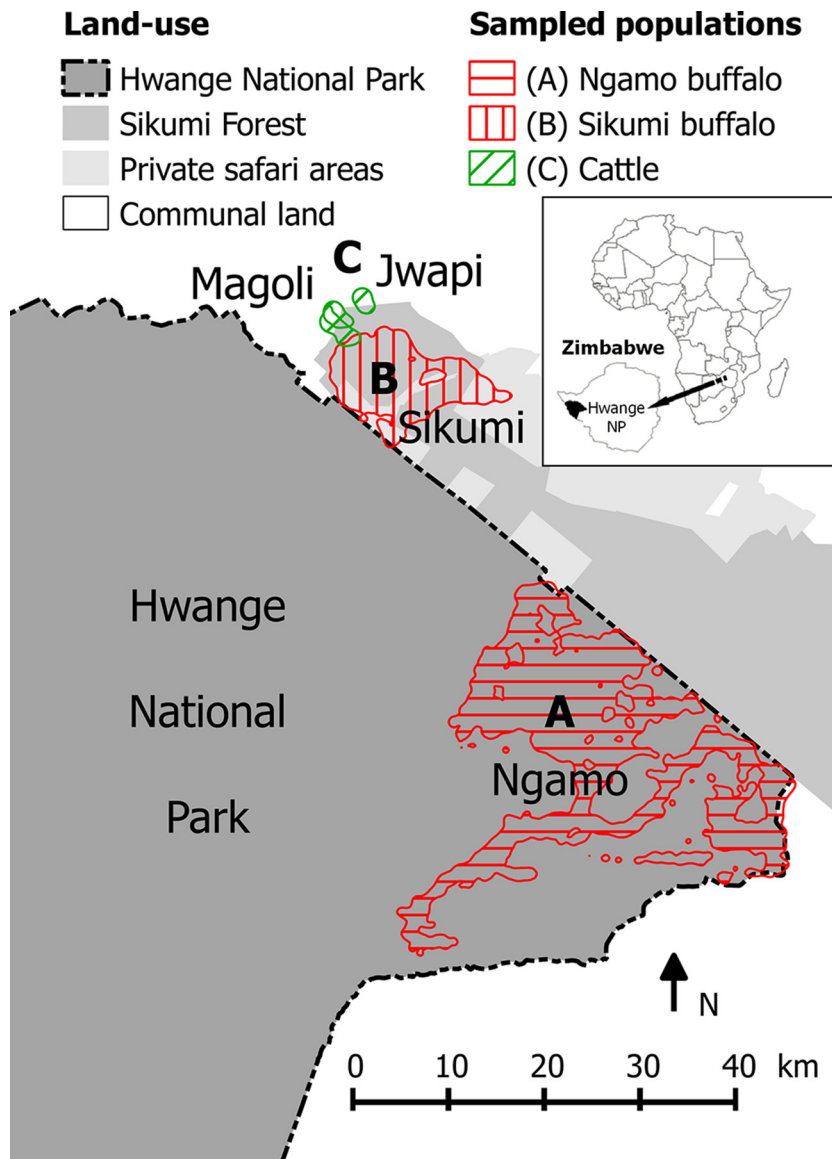 Land-use
Hwange National Park
Sikumi Forest
Private safari areas
Communal land
Sampled populations
(A) Ngamo buffalo
(B) Sikumi buffalo
(C) Cattle
C
Magoli
Jwapi
B
Sikumi
Zimbabwe
Hwange
NP
Hwange
National
Park
A
Ngamo
N
0 10 20 30 40 km